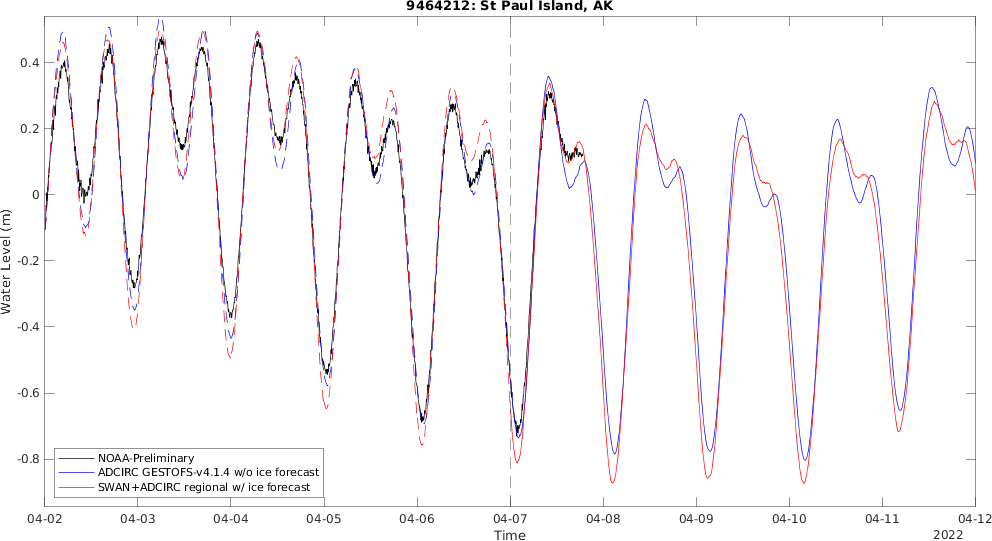 9464212: St Paul Island, AK
Water Level (m)
0.4
0.2
0
-0.2
-0.4
-0.6
-0.8
NOAA-Preliminary
ADCIRC GESTOFS-v4.1.4 w/o ice forecast
SWAN+ADCIRC regional w/ ice forecast
04-02 04-03 04-04 04-05 04-06 04-07 04-08 04-09 04-10 04-11 04-12
Time
2022